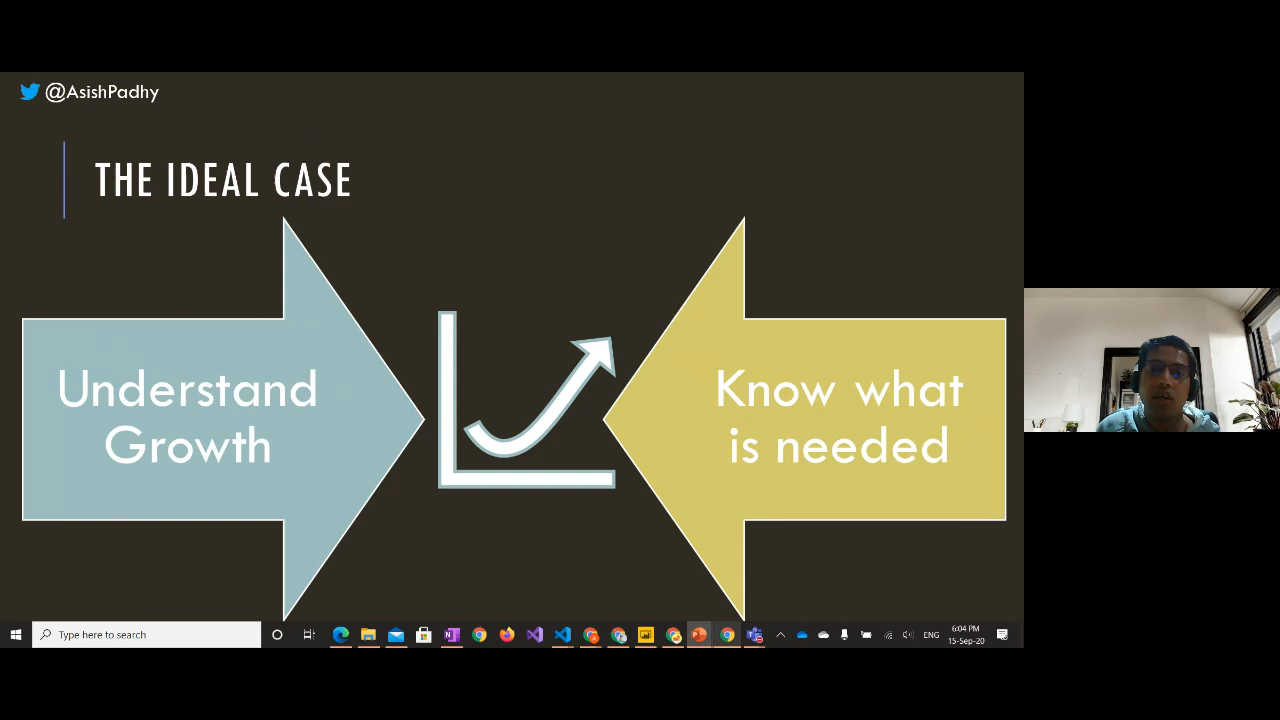 @AsishPadhy
THE IDEAL CASE
Understand
Growth
Know what
is needed
Type here to search
ENG
6:04 PM
15-Sep-20